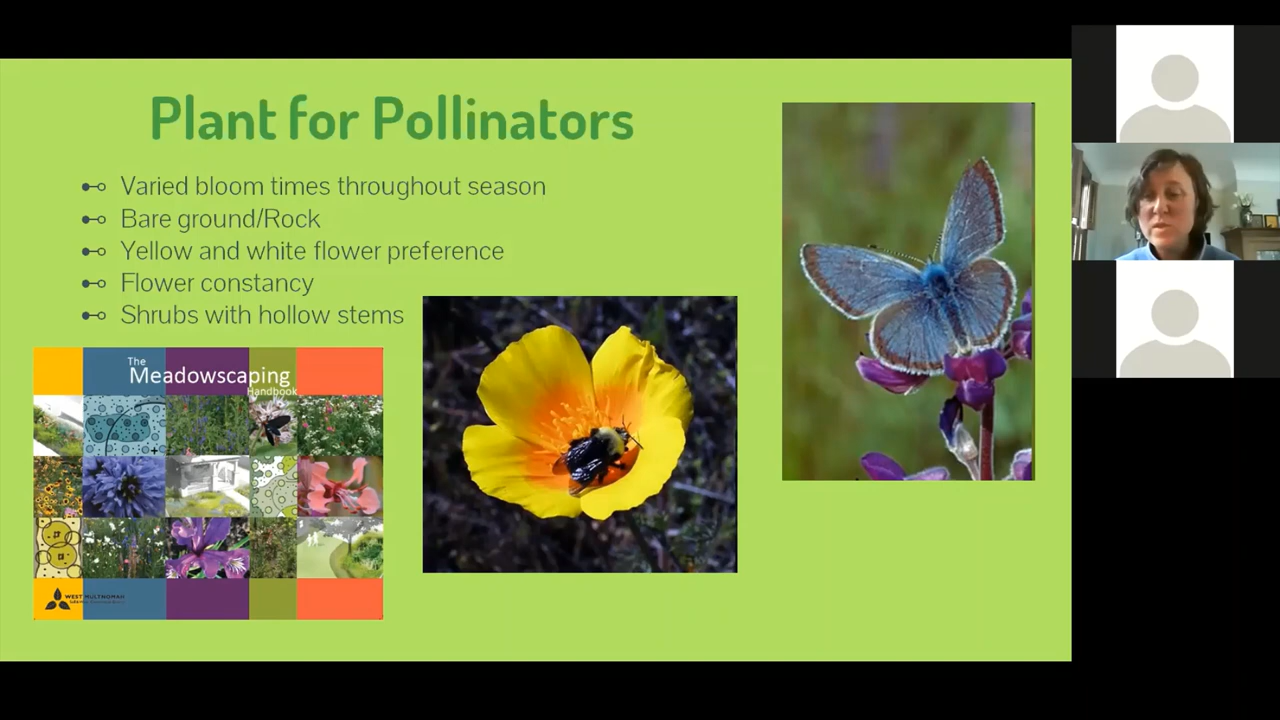 Plant for Pollinators
Varied bloom times throughout season
Bare ground/Rock
Yellow and white flower preference
Flower constancy
Shrubs with hollow stems
The
Meadowscaping
Handbook
WEST MULTNOMAH